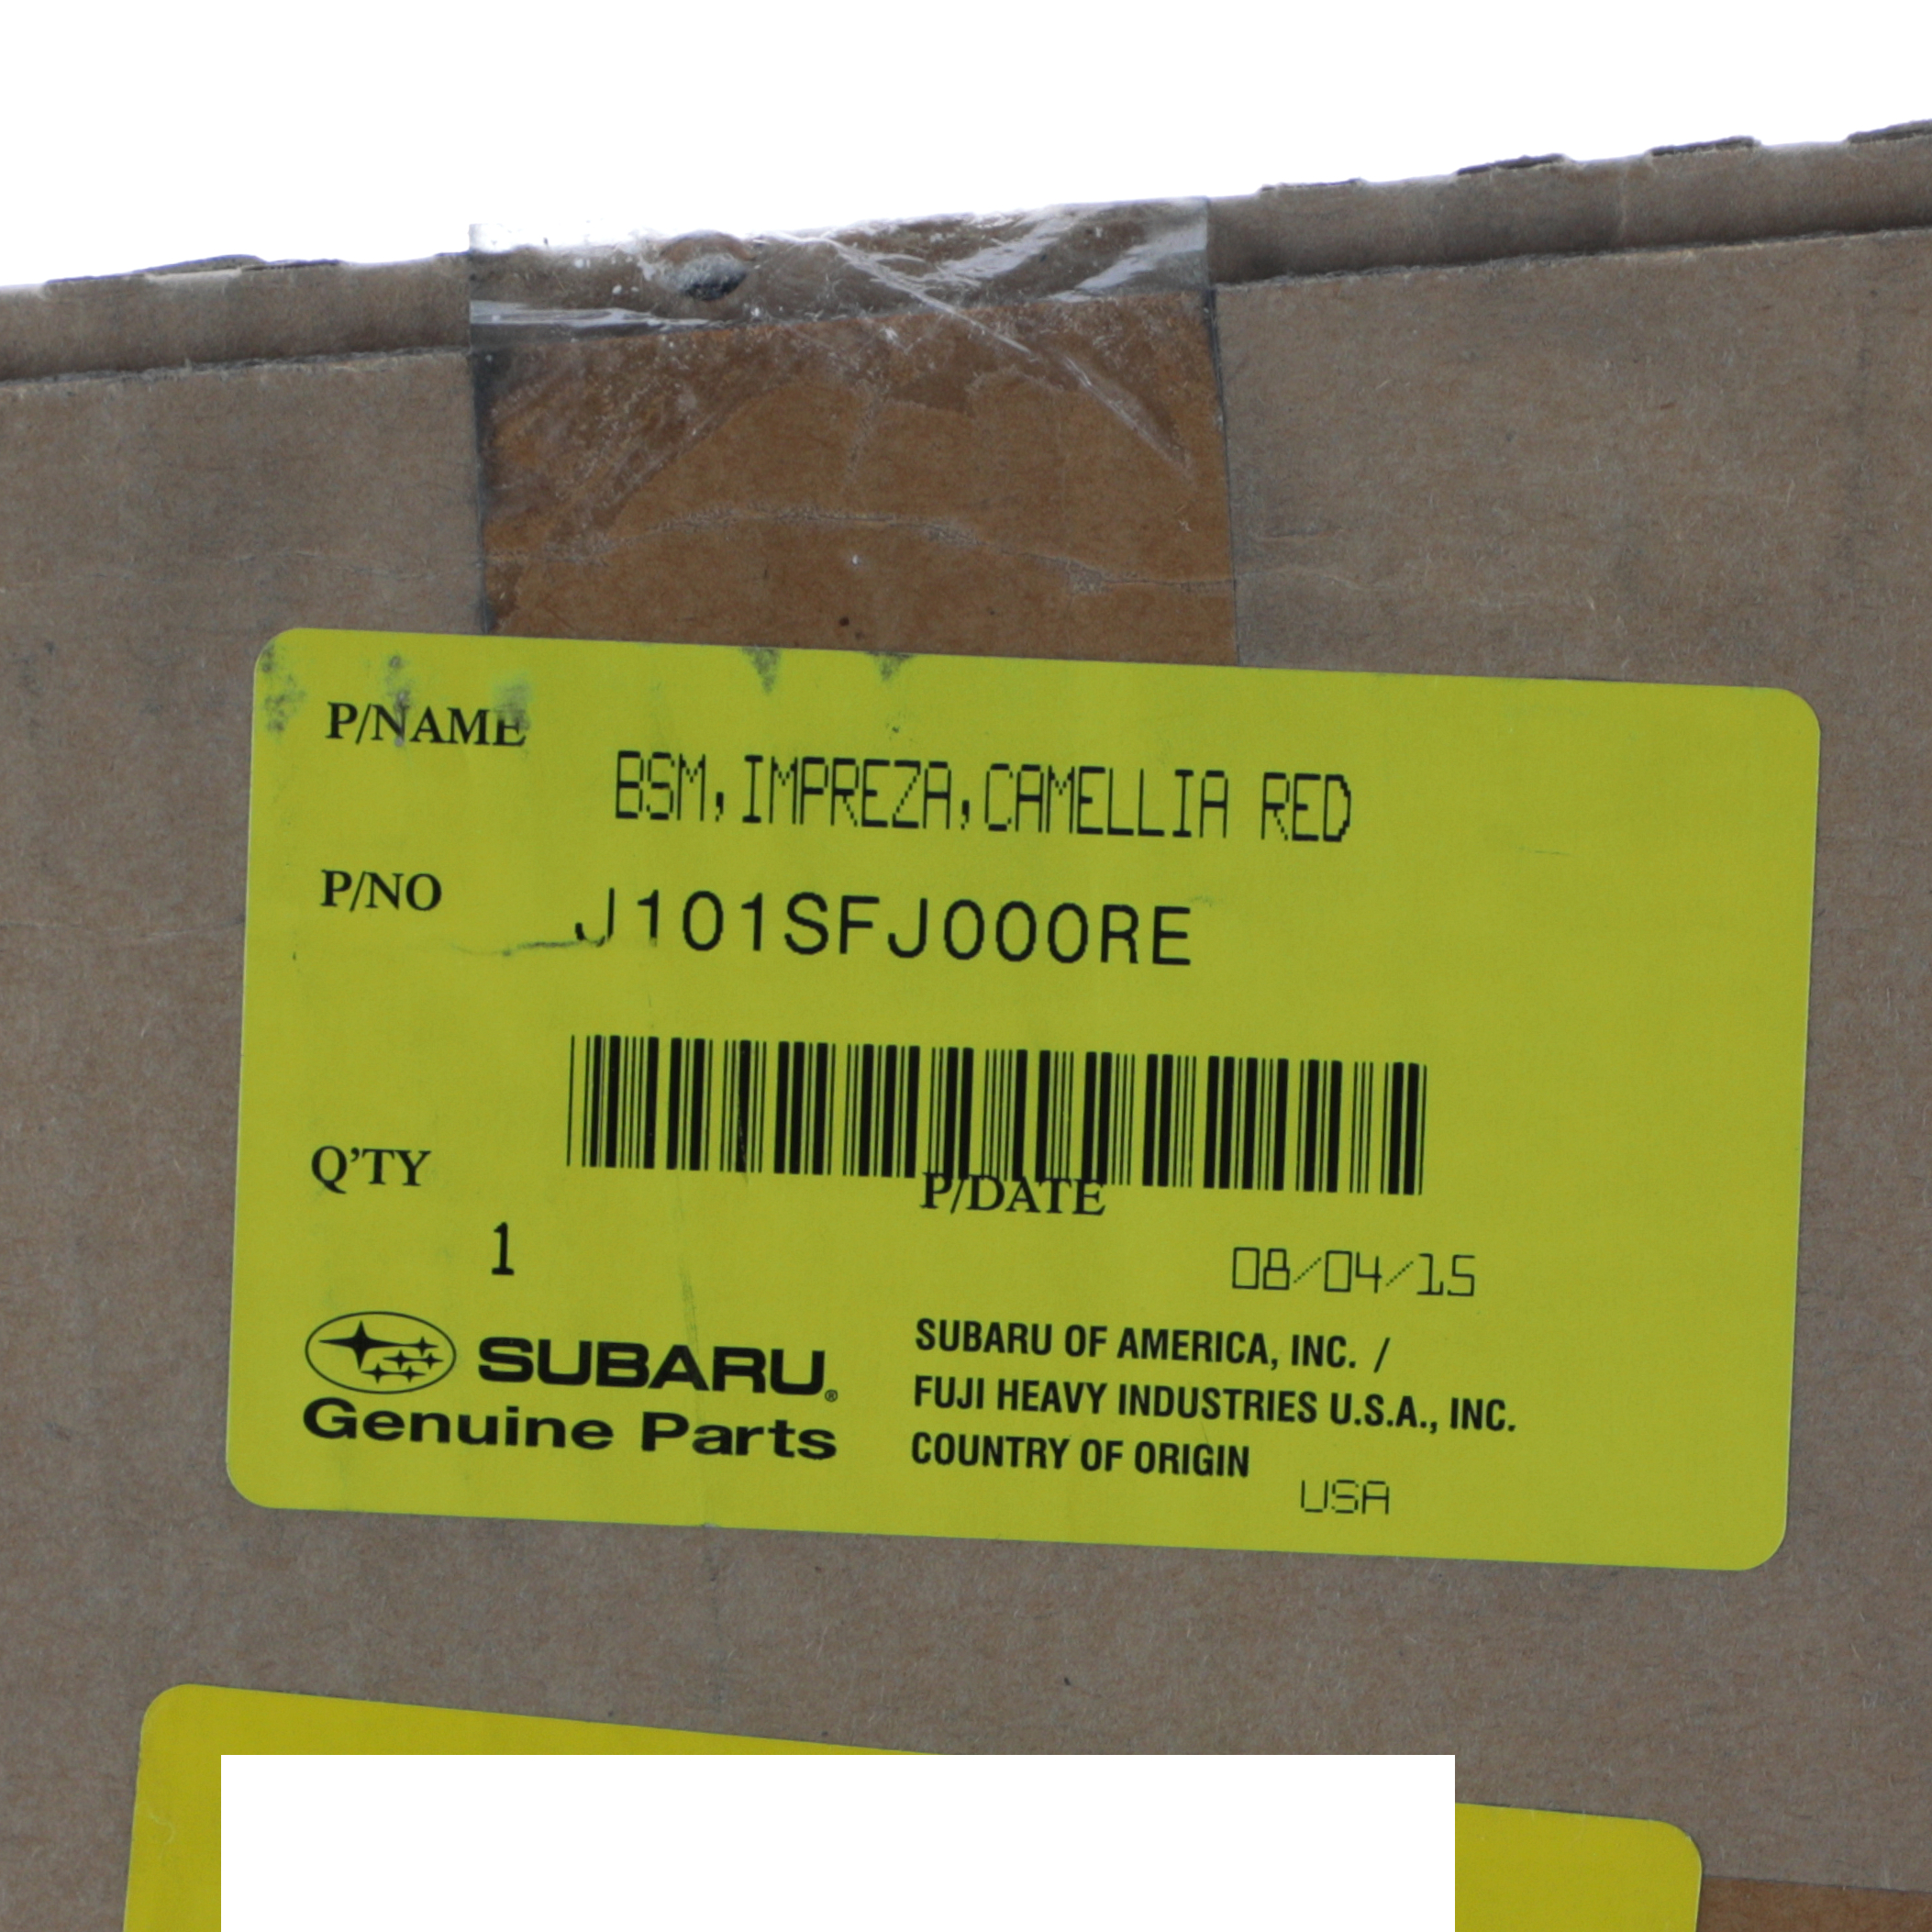 P/NAME
BSM,IMPREZA,CAMELLIA RED
P/NO
J101SFJ000RE
Q'TY
P/DATE
1
08/04/15
SUBARU®
Genuine Parts
SUBARU OF AMERICA, INC. /
FUJI HEAVY INDUSTRIES U.S.A., INC.
COUNTRY OF ORIGIN
USA